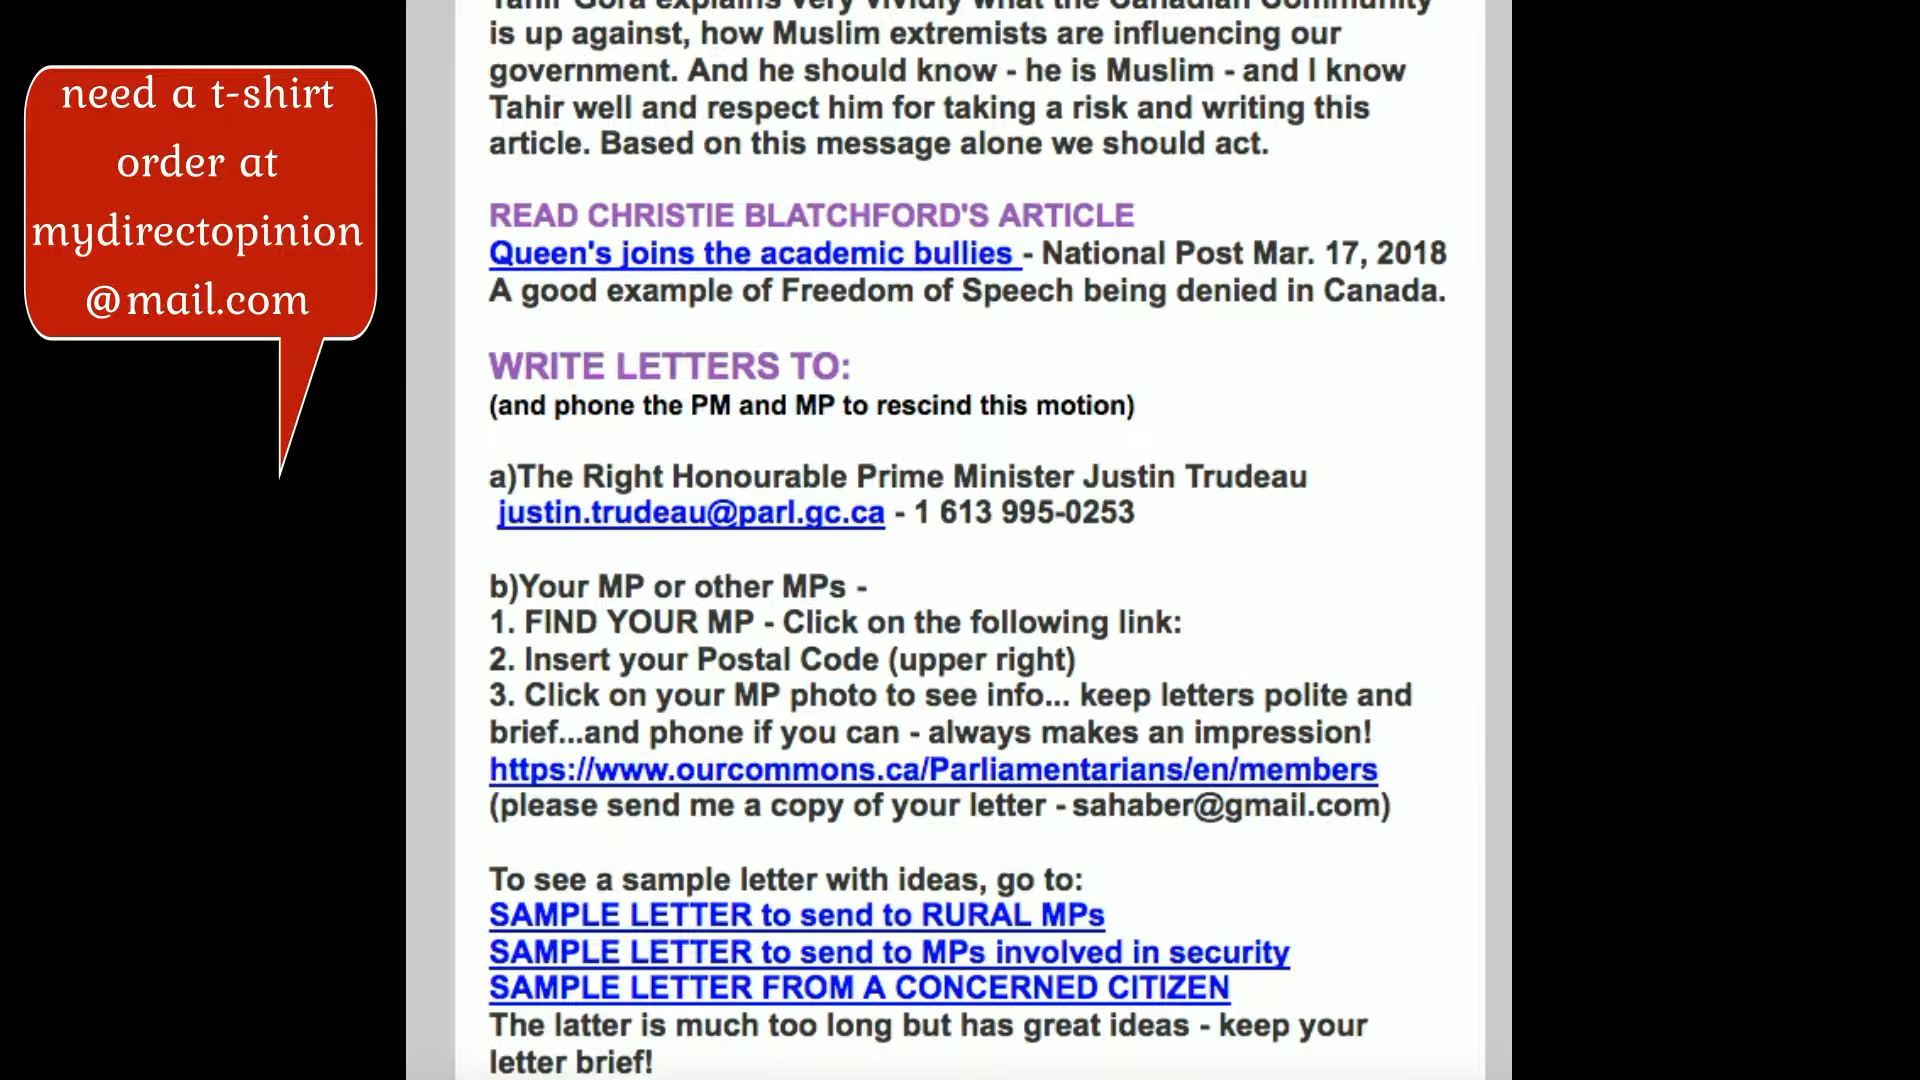 need a t-shirt
order at
mydirectopinion
@mail.com
Tahir Gora explains very vividly what the Canadian Community
is up against, how Muslim extremists are influencing our
government. And he should know - he is Muslim - and I know
Tahir well and respect him for taking a risk and writing this
article. Based on this message alone we should act.
READ CHRISTIE BLATCHFORD'S ARTICLE
Queen's joins the academic bullies - National Post Mar. 17, 2018
A good example of Freedom of Speech being denied in Canada.
WRITE LETTERS TO:
(and phone the PM and MP to rescind this motion)
a)The Right Honourable Prime Minister Justin Trudeau
justin.trudeau@parl.gc.ca - 1 613 995-0253
b)Your MP or other MPs -
1. FIND YOUR MP - Click on the following link:
2. Insert your Postal Code (upper right)
3. Click on your MP photo to see info... keep letters polite and
brief...and phone if you can - always makes an impression!
https://www.ourcommons.ca/Parliamentarians/en/members
(please send me a copy of your letter - sahaber@gmail.com)
To see a sample letter with ideas, go to:
SAMPLE LETTER to send to RURAL MPs
SAMPLE LETTER to send to MPs involved in security
SAMPLE LETTER FROM A CONCERNED CITIZEN
The latter is much too long but has great ideas - keep your
letter brief!